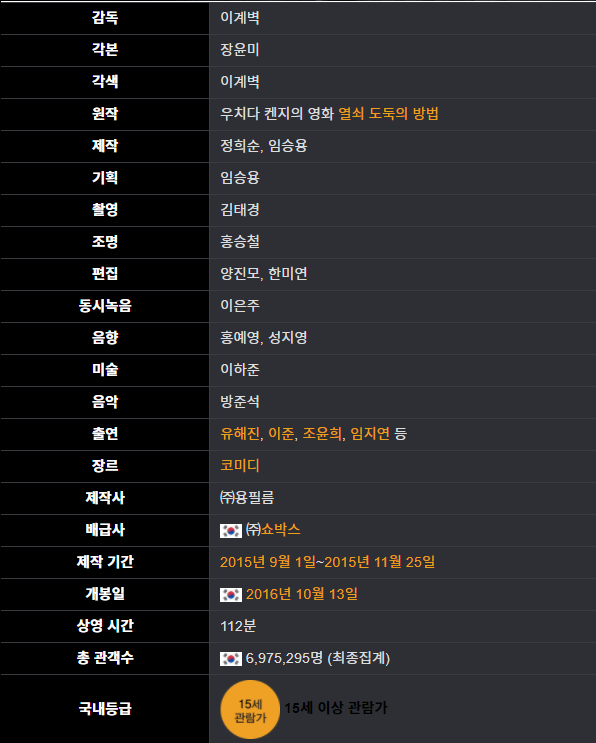 감독 이계벽
각본 장윤미
각색 이계벽
원작 우치다 켄지의 영화 열쇠 도둑의 방법
제작 정희순, 임승용
기획 임승용
촬영 김태경
조명 홍승철
편집 양진모, 한미연
동시녹음 이은주
음향 홍예영, 성지영
미술 이하준
음악 방준석
출연 유해진, 이준, 조윤희, 임지연 등
장르 코미디
제작사 ㈜용필름
배급사 ㈜쇼박스
제작 기간 2015년 9월 1일~2015년 11월 25일
개봉일 2016년 10월 13일
상영 시간 112분
총 관객수 6,975,295명 (최종집계)
국내등급 15세 관람가 15세 이상 관람가